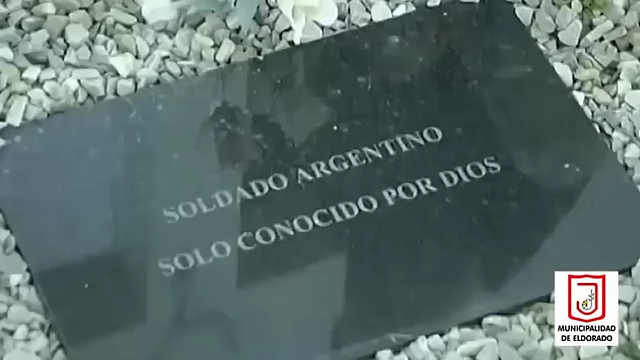 SOLDADO ARGENTINO
SOLO CONOCIDO POR DIOS
MUNICIPALIDAD
DE ELDORADO